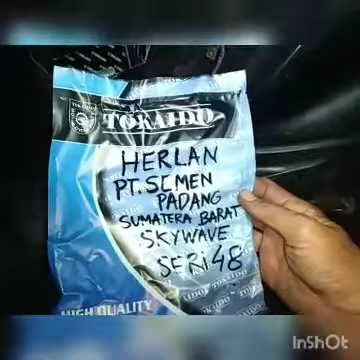 TOKAIDO
HERLAN
PT. SEMEN
PADANG
SUMATERA BARAT
SKYWAVE
SERI 48
HIGH QUALITY
InShOt